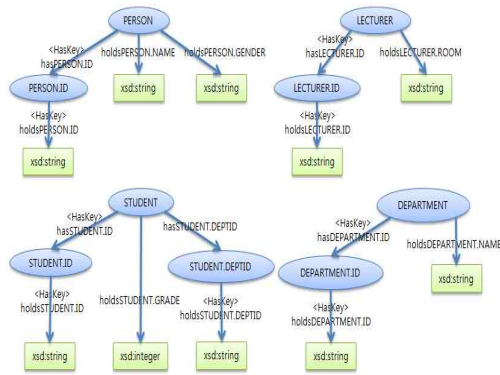 PERSON
<HasKey>
hasPERSON.ID
holdsPERSON.NAME
holdsPERSON.GENDER
PERSON.ID
xsd:string
xsd:string
<HasKey>
holdsPERSON.ID
xsd:string
LECTURER
<HasKey>
hasLECTURER.ID
holdsLECTURER.ROOM
LECTURER.ID
xsd:string
<HasKey>
holdsLECTURER.ID
xsd:string
STUDENT
<HasKey>
hasSTUDENT.ID
hasSTUDENT.DEPTID
STUDENT.ID
STUDENT.DEPTID
<HasKey>
holdsSTUDENT.ID
holdsSTUDENT.GRADE
<HasKey>
holdsSTUDENT.DEPTID
xsd:string
xsd:integer
xsd:string
DEPARTMENT
<HasKey>
hasDEPARTMENT.ID
holdsDEPARTMENT.NAME
DEPARTMENT.ID
xsd:string
<HasKey>
holdsDEPARTMENT.ID
xsd:string